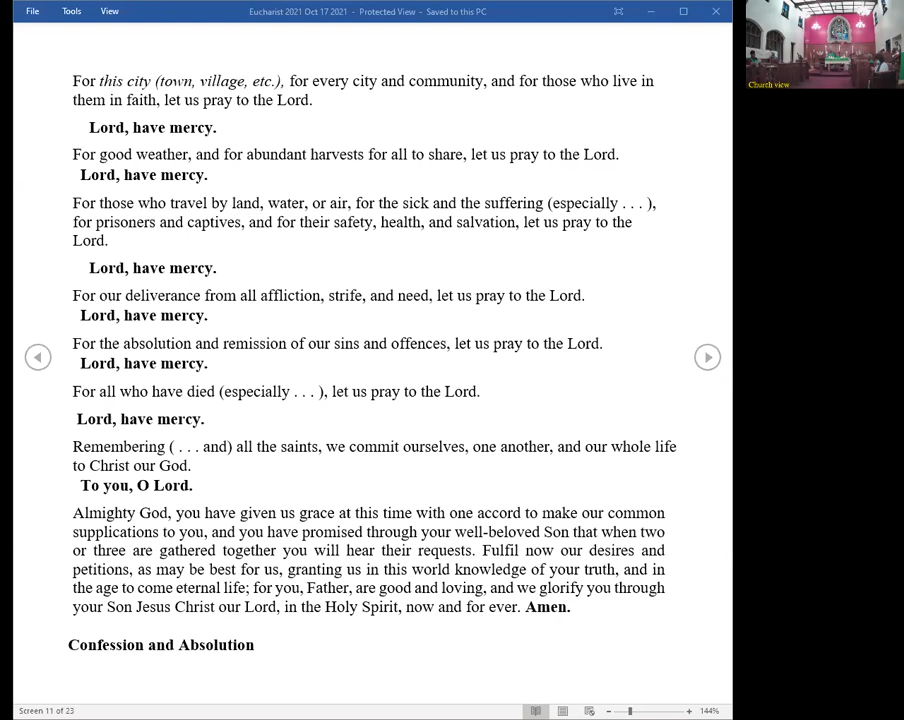 File Tools View Eucharist 2021 Oct 17 2021 - Protected View - Saved to this PC
Church view
For this city (town, village, etc.), for every city and community, and for those who live in
them in faith, let us pray to the Lord.
Lord, have mercy.
For good weather, and for abundant harvests for all to share, let us pray to the Lord.
Lord, have mercy.
For those who travel by land, water, or air, for the sick and the suffering (especially . . . ),
for prisoners and captives, and for their safety, health, and salvation, let us pray to the
Lord.
Lord, have mercy.
For our deliverance from all affliction, strife, and need, let us pray to the Lord.
Lord, have mercy.
For the absolution and remission of our sins and offences, let us pray to the Lord.
Lord, have mercy.
For all who have died (especially . . . ), let us pray to the Lord.
Lord, have mercy.
Remembering ( . . . and) all the saints, we commit ourselves, one another, and our whole life
to Christ our God.
To you, O Lord.
Almighty God, you have given us grace at this time with one accord to make our common
supplications to you, and you have promised through your well-beloved Son that when two
or three are gathered together you will hear their requests. Fulfil now our desires and
petitions, as may be best for us, granting us in this world knowledge of your truth, and in
the age to come eternal life; for you, Father, are good and loving, and we glorify you through
your Son Jesus Christ our Lord, in the Holy Spirit, now and for ever. Amen.
Confession and Absolution
Screen 11 of 23 144%